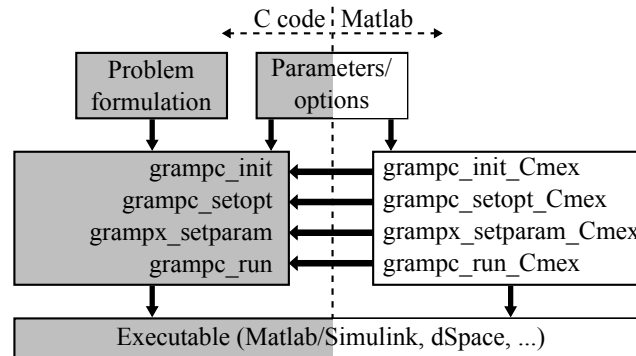 C code Matlab
Problem
formulation
Parameters/
options
grampc_init
grampc_setopt
grampx_setparam
grampc_run
grampc_init_Cmex
grampc_setopt_Cmex
grampx_setparam_Cmex
grampc_run_Cmex
Executable (Matlab/Simulink, dSpace, ...)